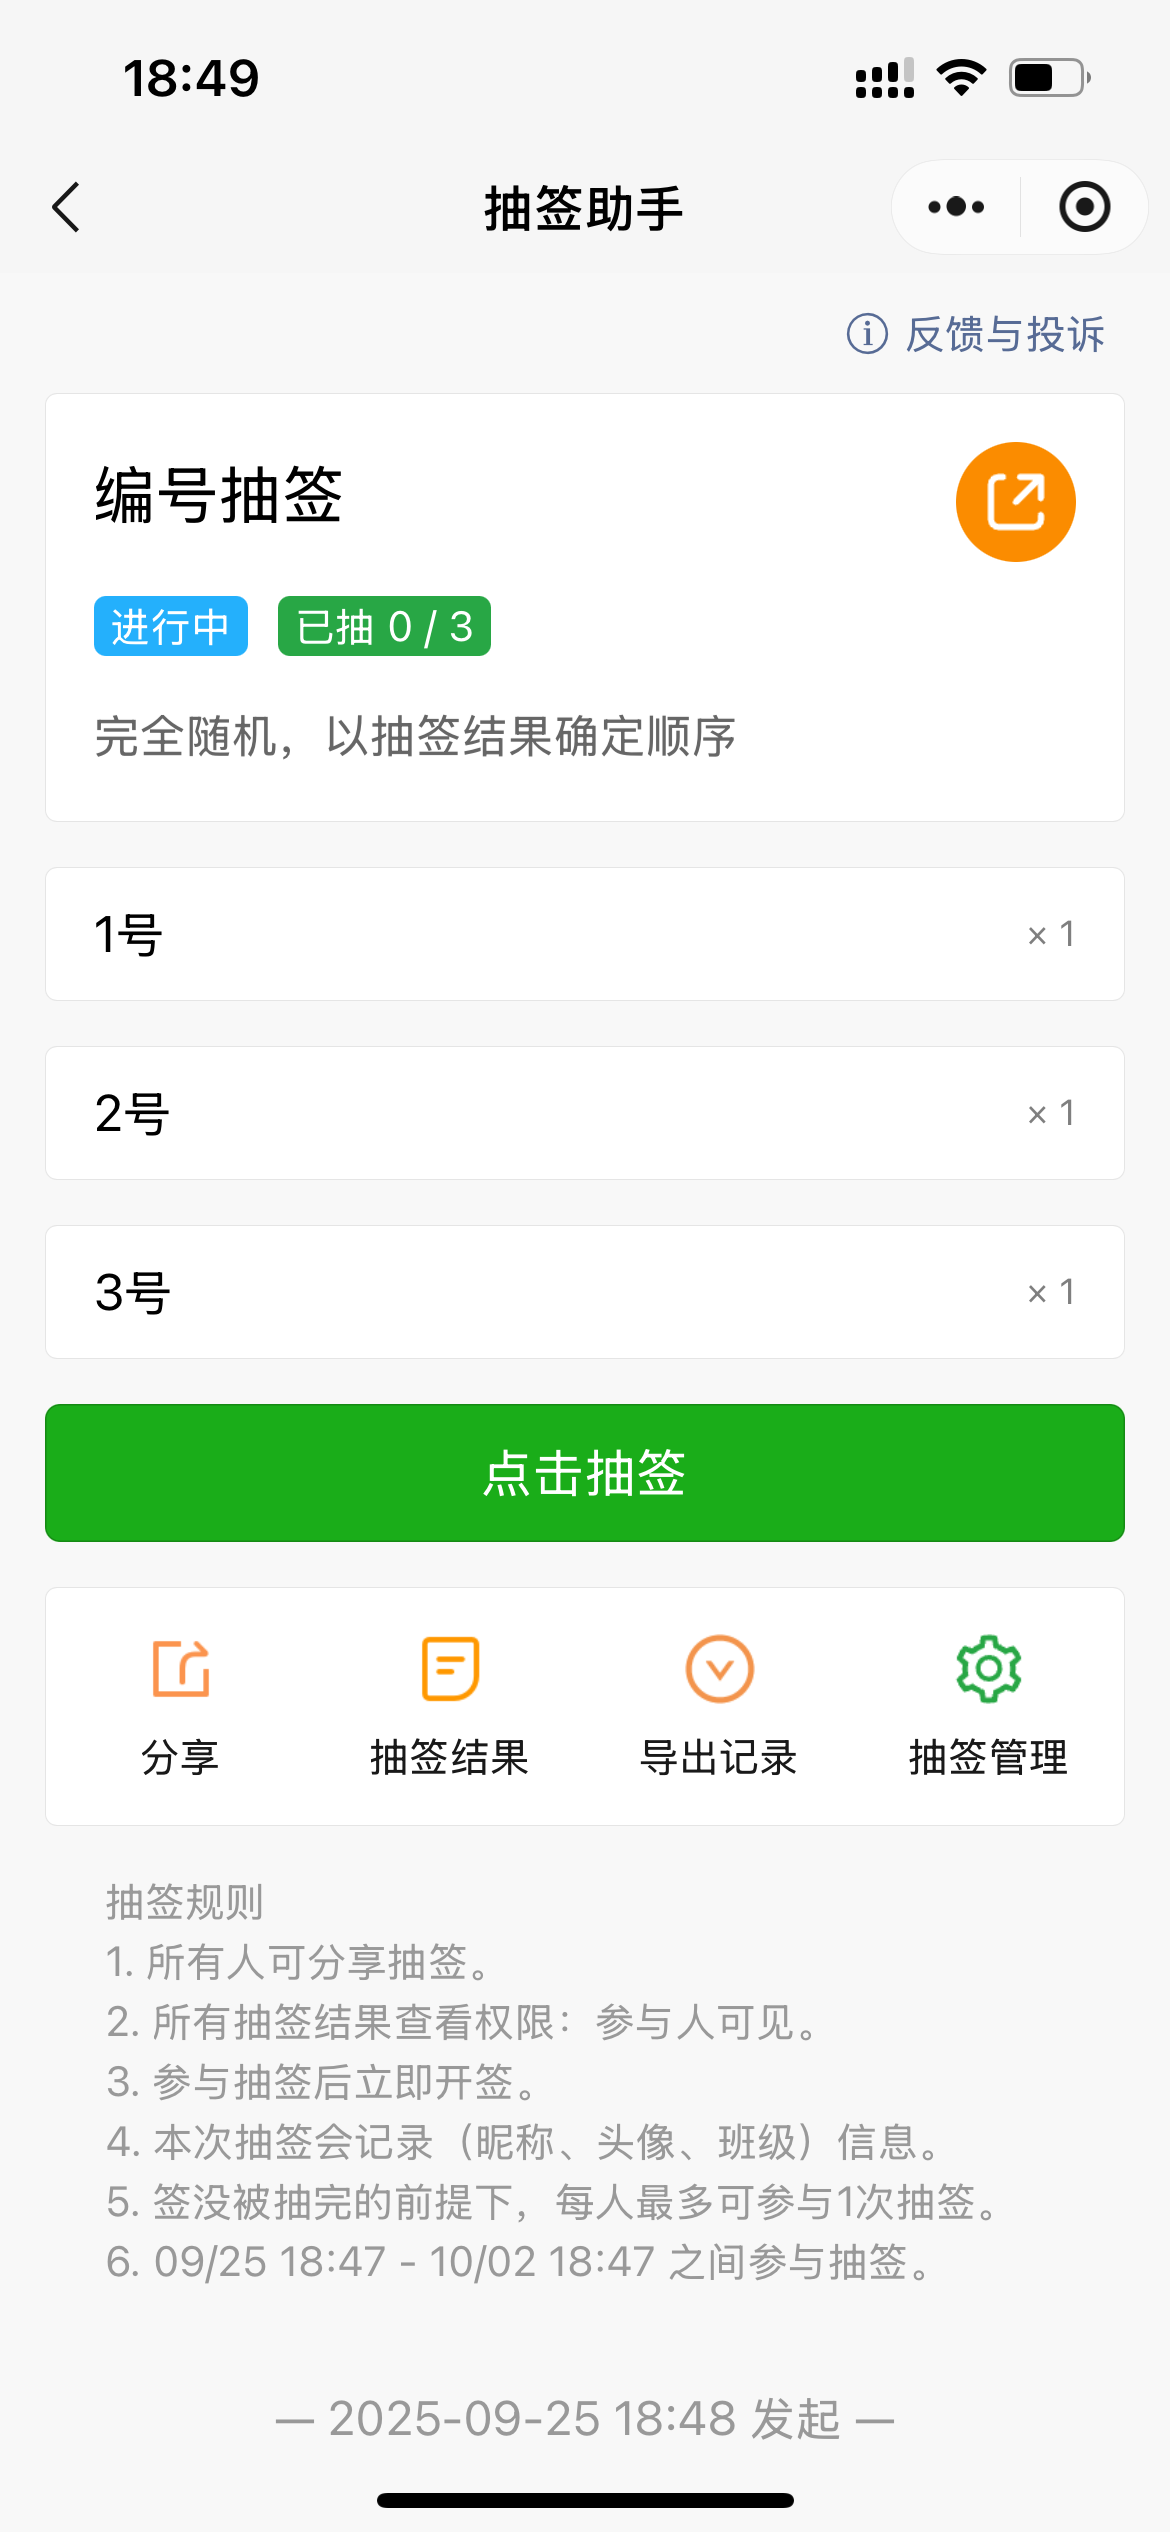 18:49
抽签助手
反馈与投诉
编号抽签
进行中 已抽 0 / 3
完全随机，以抽签结果确定顺序
1号 × 1
2号 × 1
3号 × 1
点击抽签
分享 抽签结果 导出记录 抽签管理
抽签规则
1. 所有人可分享抽签。
2. 所有抽签结果查看权限：参与人可见。
3. 参与抽签后立即开签。
4. 本次抽签会记录（昵称、头像、班级）信息。
5. 签没被抽完的前提下，每人最多可参与1次抽签。
6. 09/25 18:47 - 10/02 18:47 之间参与抽签。
— 2025-09-25 18:48 发起 —